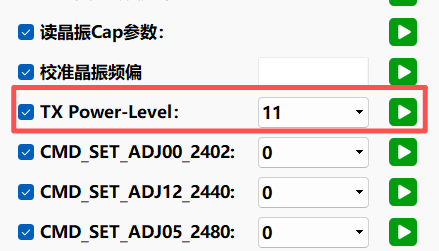 读晶振Cap参数：
校准晶振频偏
TX Power-Level： 11
CMD_SET_ADJ00_2402: 0
CMD_SET_ADJ12_2440: 0
CMD_SET_ADJ05_2480: 0